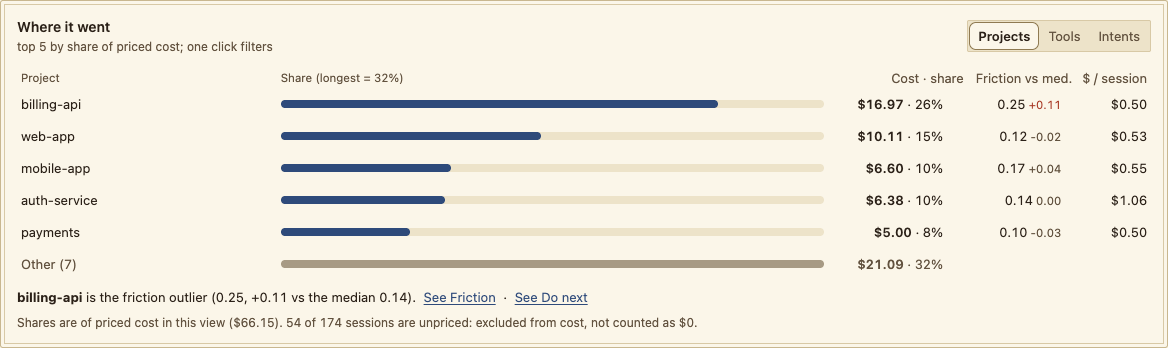 Where it went
top 5 by share of priced cost; one click filters
Projects Tools Intents
Project Share (longest = 32%) Cost · share Friction vs med. $ / session
billing-api $16.97 · 26% 0.25 +0.11 $0.50
web-app $10.11 · 15% 0.12 -0.02 $0.53
mobile-app $6.60 · 10% 0.17 +0.04 $0.55
auth-service $6.38 · 10% 0.14 0.00 $1.06
payments $5.00 · 8% 0.10 -0.03 $0.50
Other (7) $21.09 · 32%
billing-api is the friction outlier (0.25, +0.11 vs the median 0.14). See Friction · See Do next
Shares are of priced cost in this view ($66.15). 54 of 174 sessions are unpriced: excluded from cost, not counted as $0.